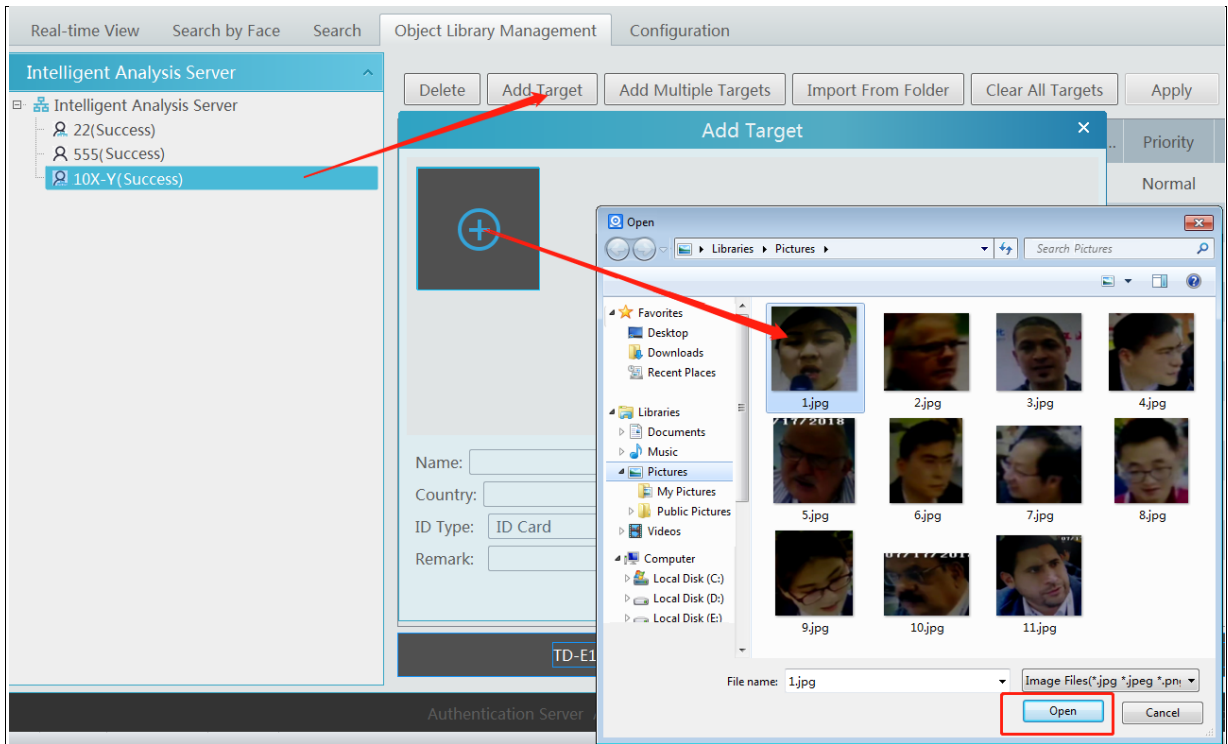 Real-time View Search by Face Search Object Library Management Configuration
Intelligent Analysis Server
Delete Add Target Add Multiple Targets Import From Folder Clear All Targets Apply
Intelligent Analysis Server
22(Success)
555(Success)
10X-Y(Success)
Add Target
.. Priority
Normal
Open
Libraries Pictures
Search Pictures
Favorites
Desktop
Downloads
Recent Places
Libraries
Documents
Music
Pictures
My Pictures
Public Pictures
Videos
Computer
Local Disk (C:)
Local Disk (D:)
Local Disk (E:)
1.jpg 2.jpg 3.jpg 4.jpg
/17/2018
5.jpg 6.jpg 7.jpg 8.jpg
9.jpg 10.jpg 11.jpg
Name:
Country:
ID Type: ID Card
Remark:
TD-E1
File name: 1.jpg Image Files(*.jpg *.jpeg *.pn
Open Cancel
Authentication Server